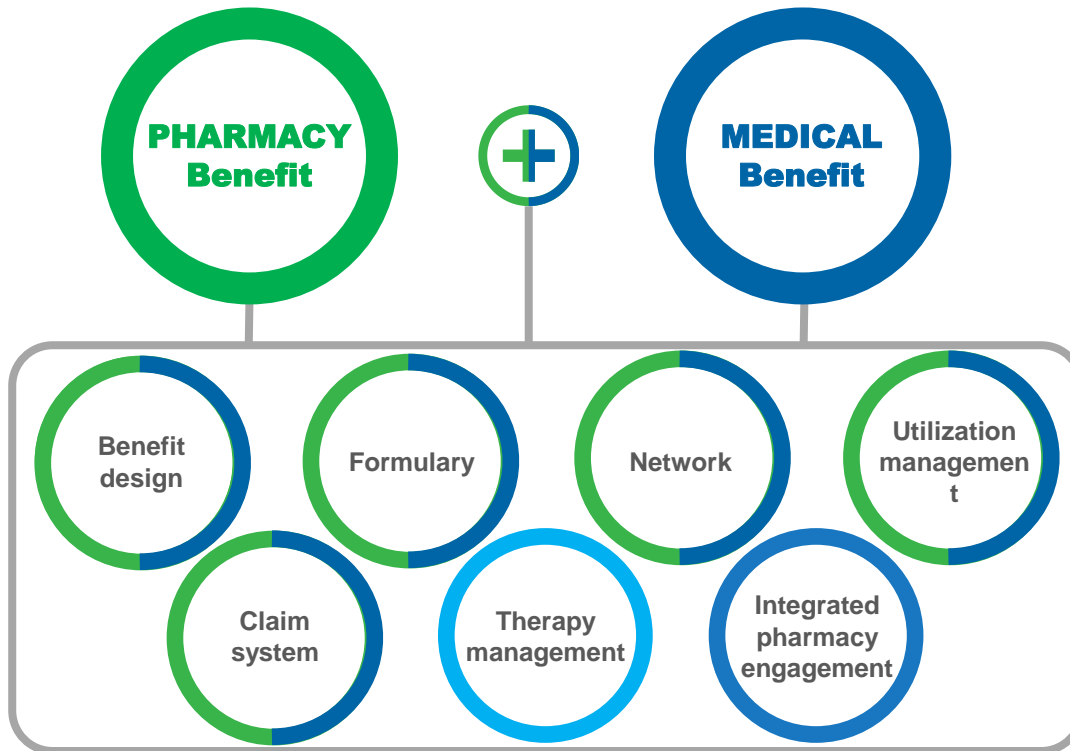 PHARMACY
Benefit
MEDICAL
Benefit
Benefit
design
Formulary
Network
Utilization
managemen
t
Claim
system
Therapy
management
Integrated
pharmacy
engagement